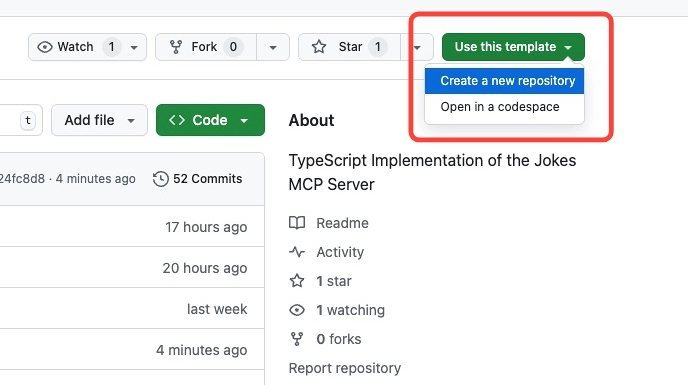 Watch 1
Fork 0
Star 1
Use this template
Create a new repository
Open in a codespace
t
Add file
Code
About
TypeScript Implementation of the Jokes
MCP Server
24fc8d8 · 4 minutes ago
52 Commits
17 hours ago
20 hours ago
last week
4 minutes ago
Readme
Activity
1 star
1 watching
0 forks
Report repository